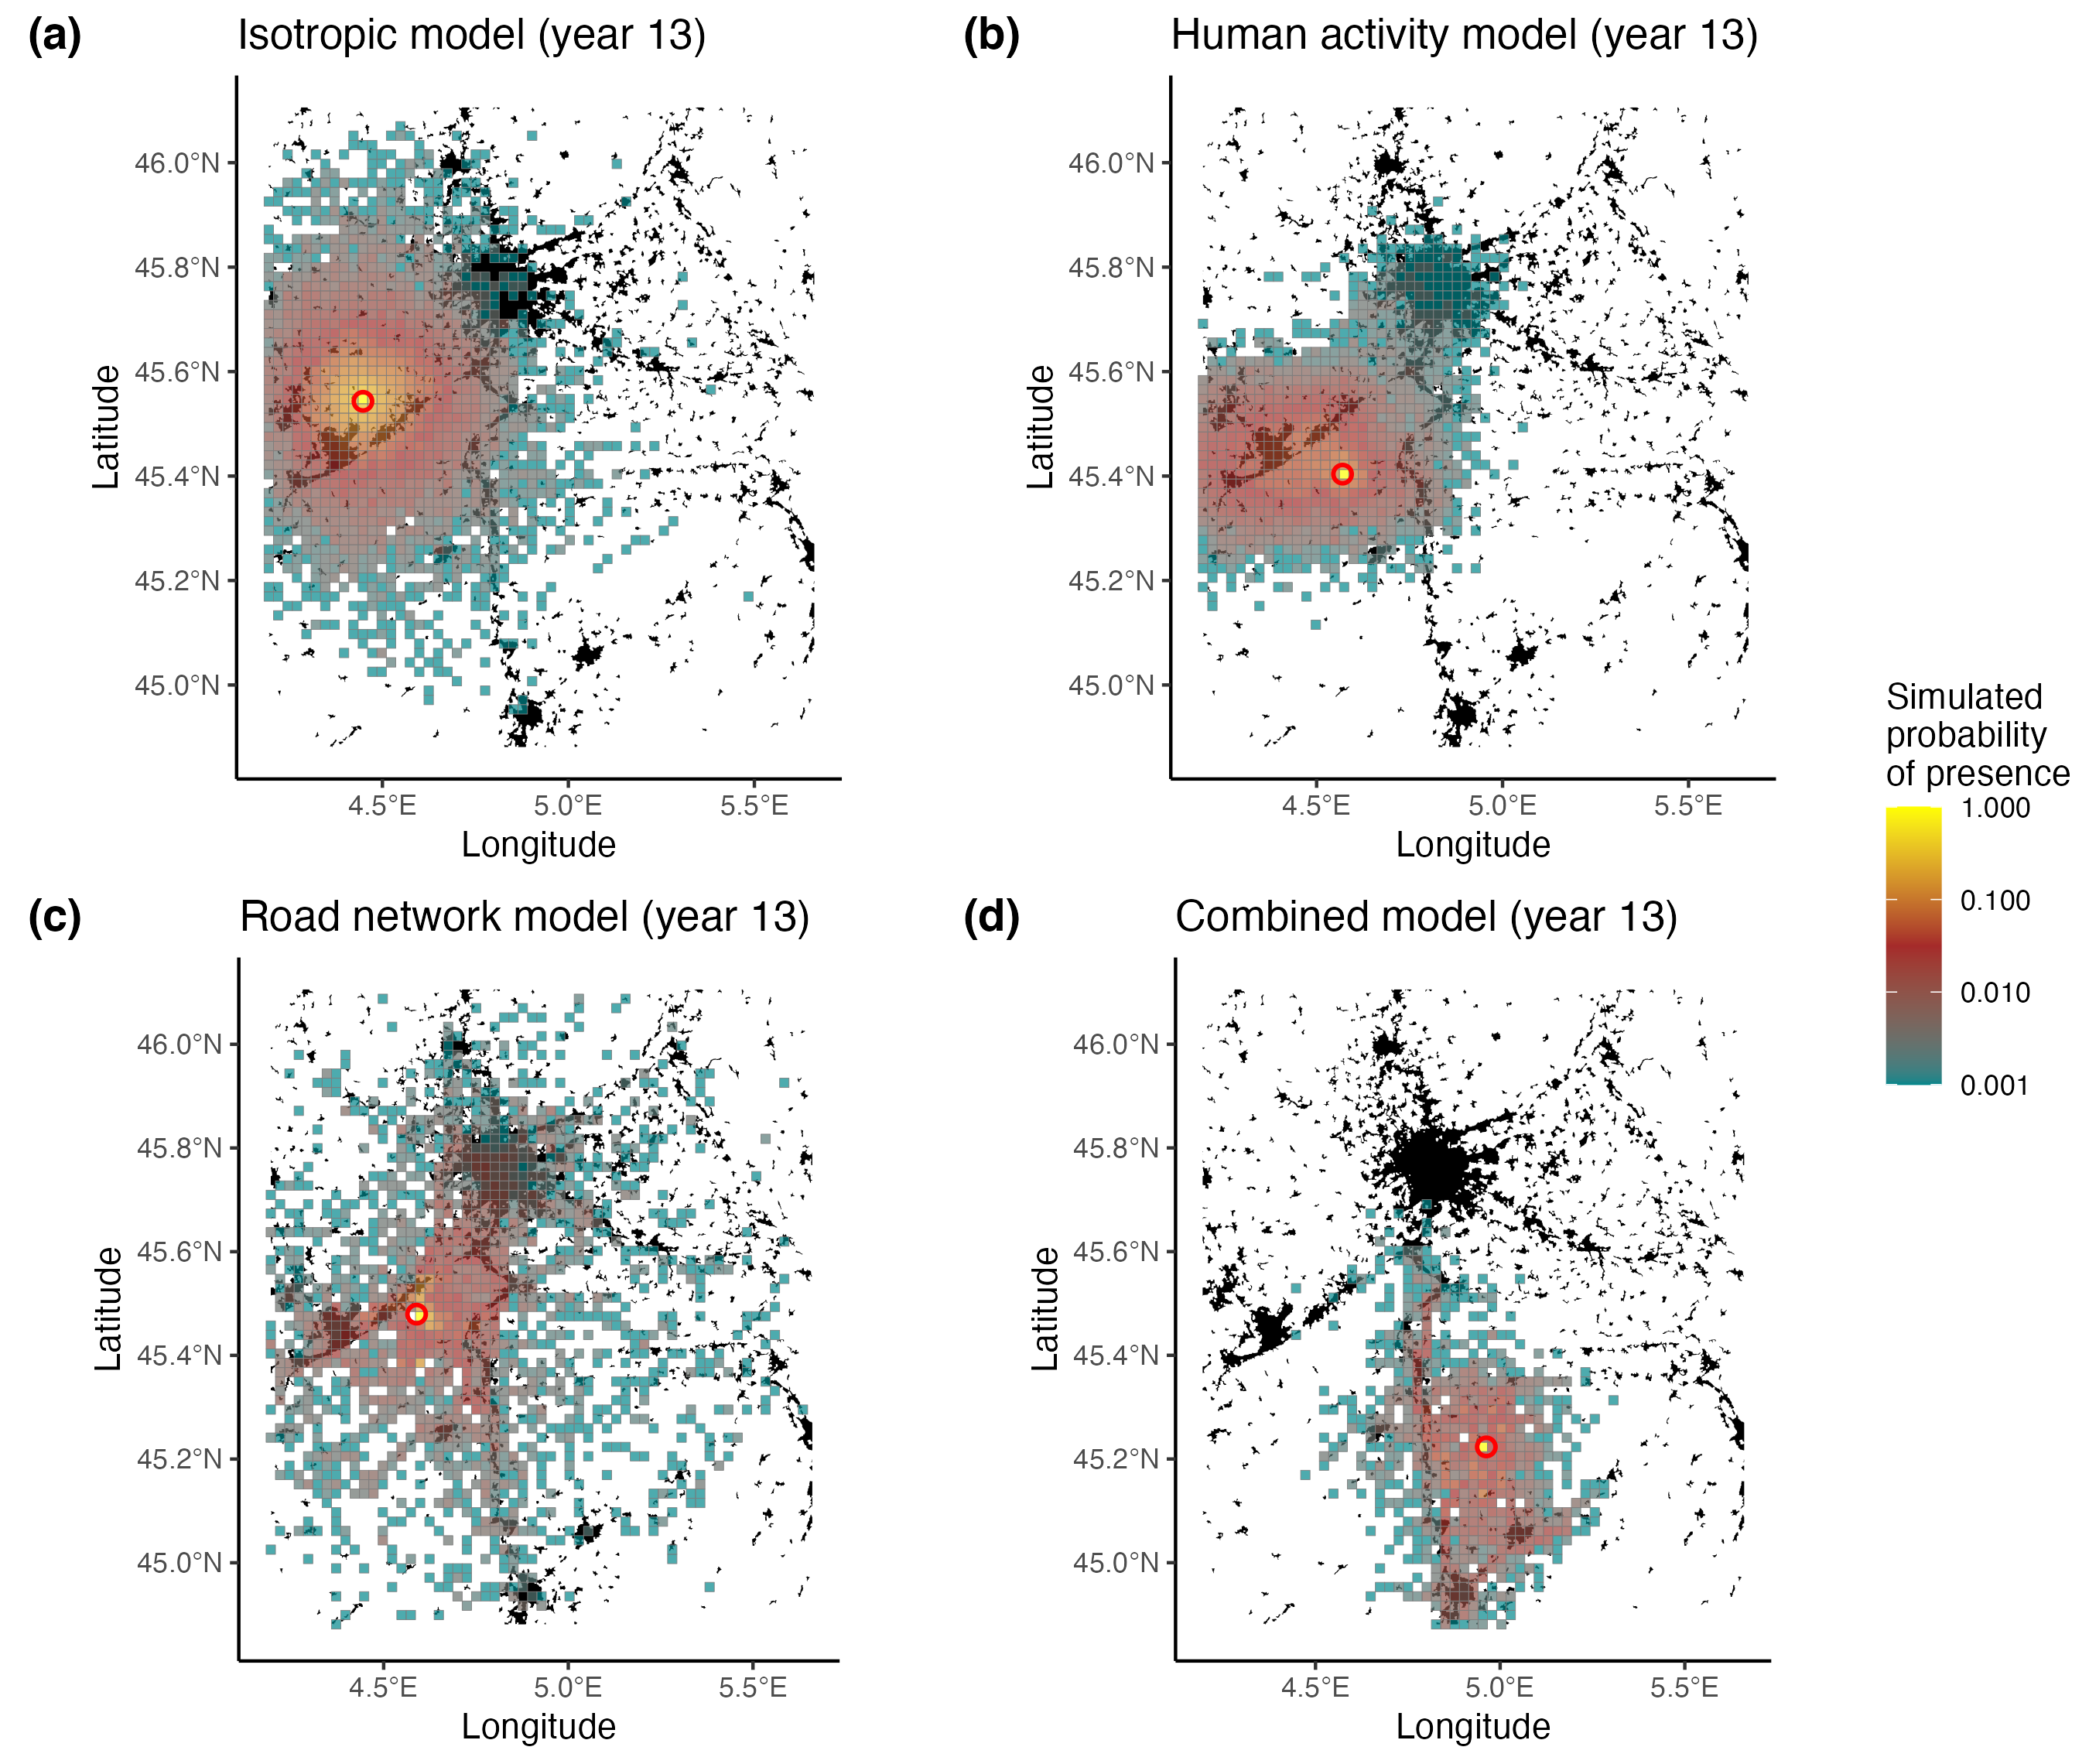 (a) Isotropic model (year 13)
Latitude
46.0°N
45.8°N
45.6°N
45.4°N
45.2°N
45.0°N
4.5°E 5.0°E 5.5°E
Longitude
(b) Human activity model (year 13)
Latitude
46.0°N
45.8°N
45.6°N
45.4°N
45.2°N
45.0°N
4.5°E 5.0°E 5.5°E
Longitude
(c) Road network model (year 13)
Latitude
46.0°N
45.8°N
45.6°N
45.4°N
45.2°N
45.0°N
4.5°E 5.0°E 5.5°E
Longitude
(d) Combined model (year 13)
Latitude
46.0°N
45.8°N
45.6°N
45.4°N
45.2°N
45.0°N
4.5°E 5.0°E 5.5°E
Longitude
Simulated
probability
of presence
1.000
0.100
0.010
0.001